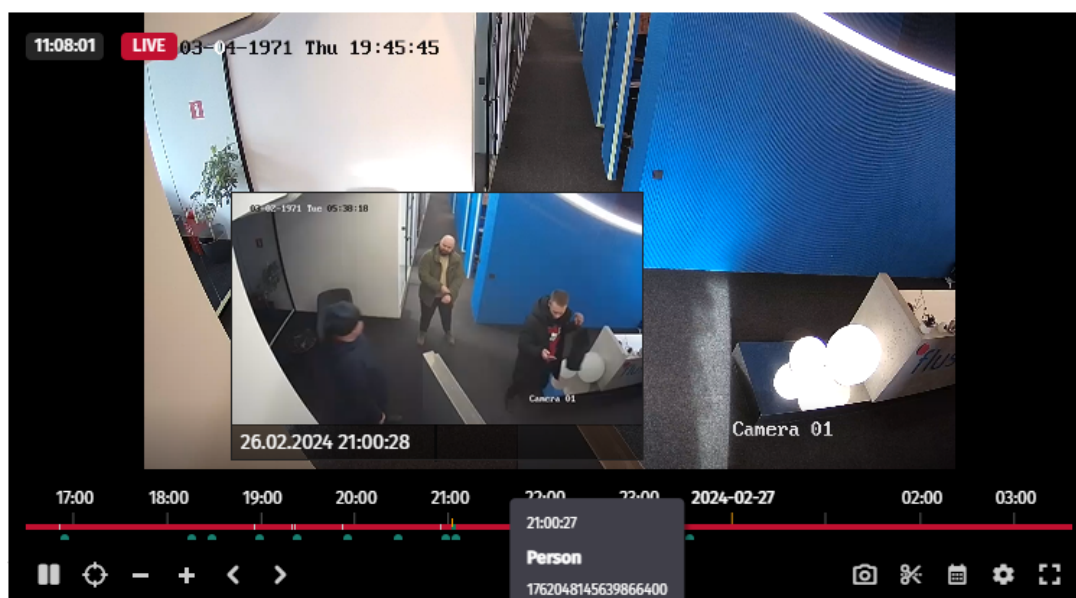 11:08:01 LIVE 03-04-1971 Thu 19:45:45
03-02-1971 Tue 05:38:18
Camera 01
26.02.2024 21:00:28
Camera 01
17:00 18:00 19:00 20:00 21:00 22:00 23:00 2024-02-27 02:00 03:00
21:00:27
Person
1762048145639866400